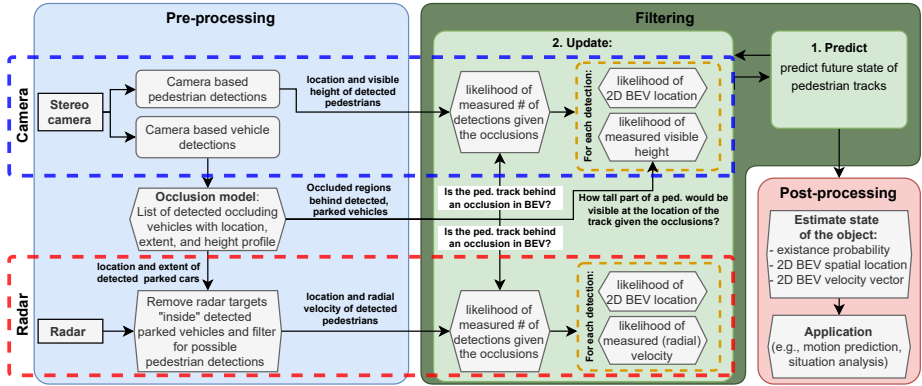 Pre-processing
Filtering
2. Update:
1. Predict
predict future state of
pedestrian tracks
Camera
Stereo
camera
Camera based
pedestrian detections
Camera based vehicle
detections
location and visible
height of detected
pedestrians
likelihood of
measured # of
detections given
the occlusions
For each detection:
likelihood of
2D BEV location
likelihood of
measured visible
height
Occlusion model:
List of detected occluding
vehicles with location,
extent, and height profile
Occluded regions
behind detected,
parked vehicles
Is the ped. track behind
an occlusion in BEV?
Is the ped. track behind
an occlusion in BEV?
How tall part of a ped. would be
visible at the location of the
track given the occlusions?
location and extent of
detected parked cars
Radar
Radar
Remove radar targets
"inside" detected
parked vehicles and filter
for possible
pedestrian detections
location and radial
velocity of detected
pedestrians
likelihood of
measured # of
detections given
the occlusions
For each detection:
likelihood of
2D BEV location
likelihood of
measured (radial)
velocity
Post-processing
Estimate state
of the object:
- existance probability
- 2D BEV spatial location
- 2D BEV velocity vector
Application
(e.g., motion prediction,
situation analysis)